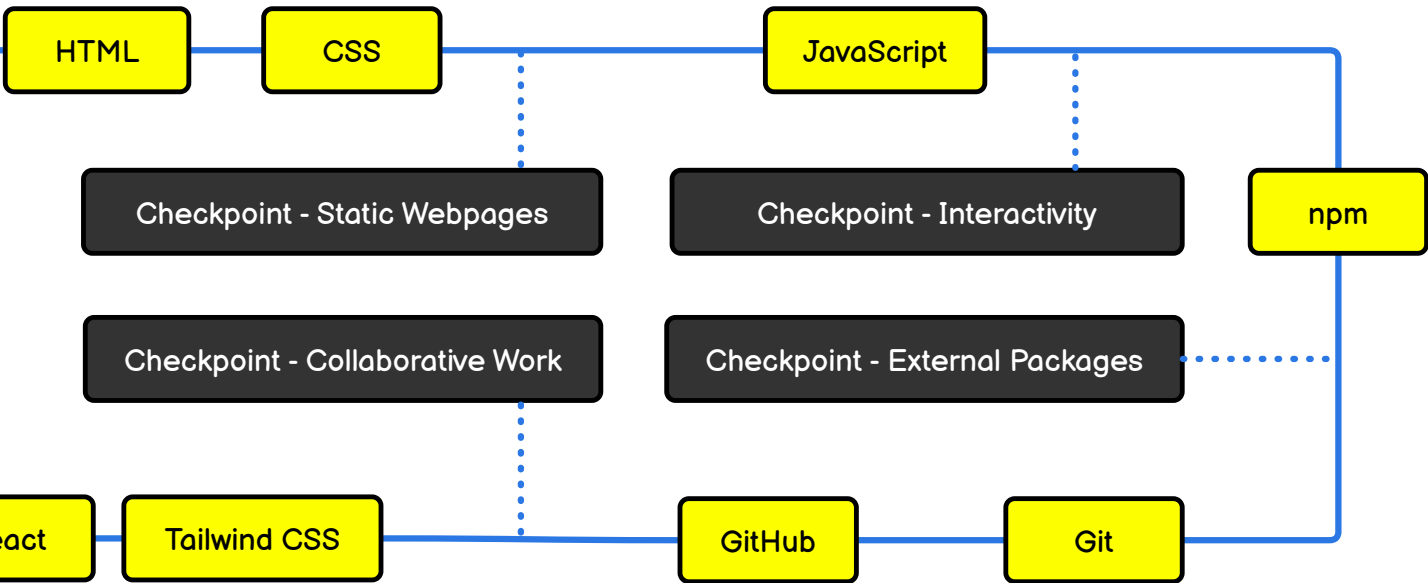 HTML
CSS
JavaScript
Checkpoint - Static Webpages
Checkpoint - Interactivity
npm
Checkpoint - Collaborative Work
Checkpoint - External Packages
eact
Tailwind CSS
GitHub
Git